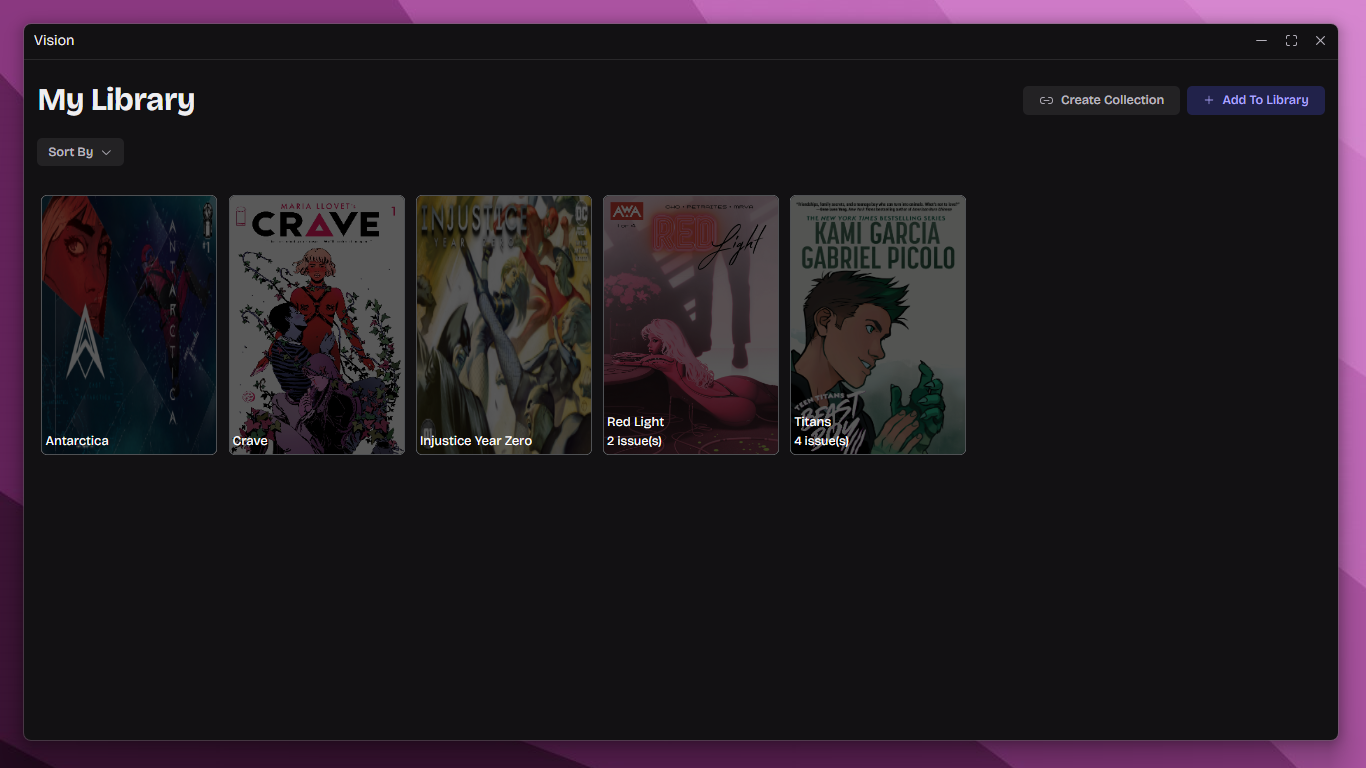 Vision
My Library
Create Collection
Add To Library
Sort By
ANTARCTICA
1
Antarctica
MARIA LLOVET's
CRAVE
1
Crave
INJUSTICE
YEAR ZERO
DC
Injustice Year Zero
AWA
RED
Light
Red Light
2 issue(s)
THE NEW YORK TIMES BESTSELLING SERIES
KAMI GARCIA
GABRIEL PICOLO
TEEN TITANS
BEAST
BOY
Titans
4 issue(s)